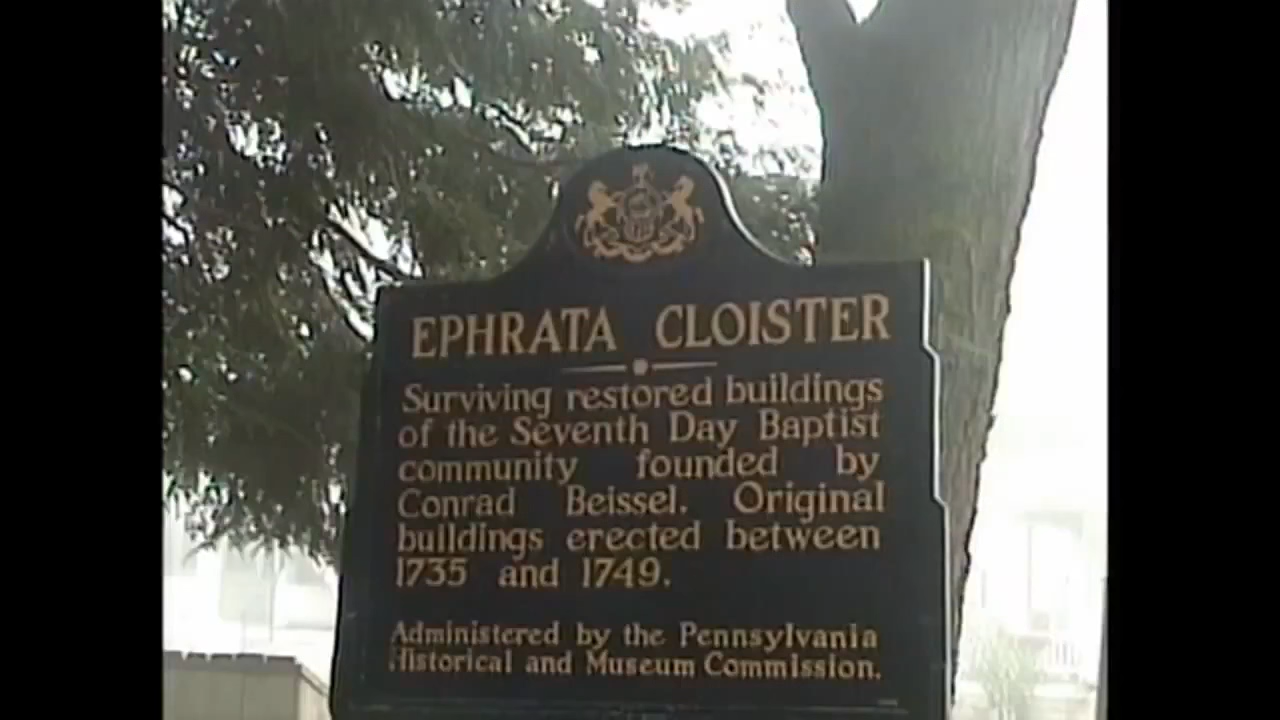 EPHRATA CLOISTER
Surviving restored buildings
of the Seventh Day Baptist
community founded by
Conrad Beissel. Original
buildings erected between
1735 and 1749.
Administered by the Pennsylvania
Historical and Museum Commission.